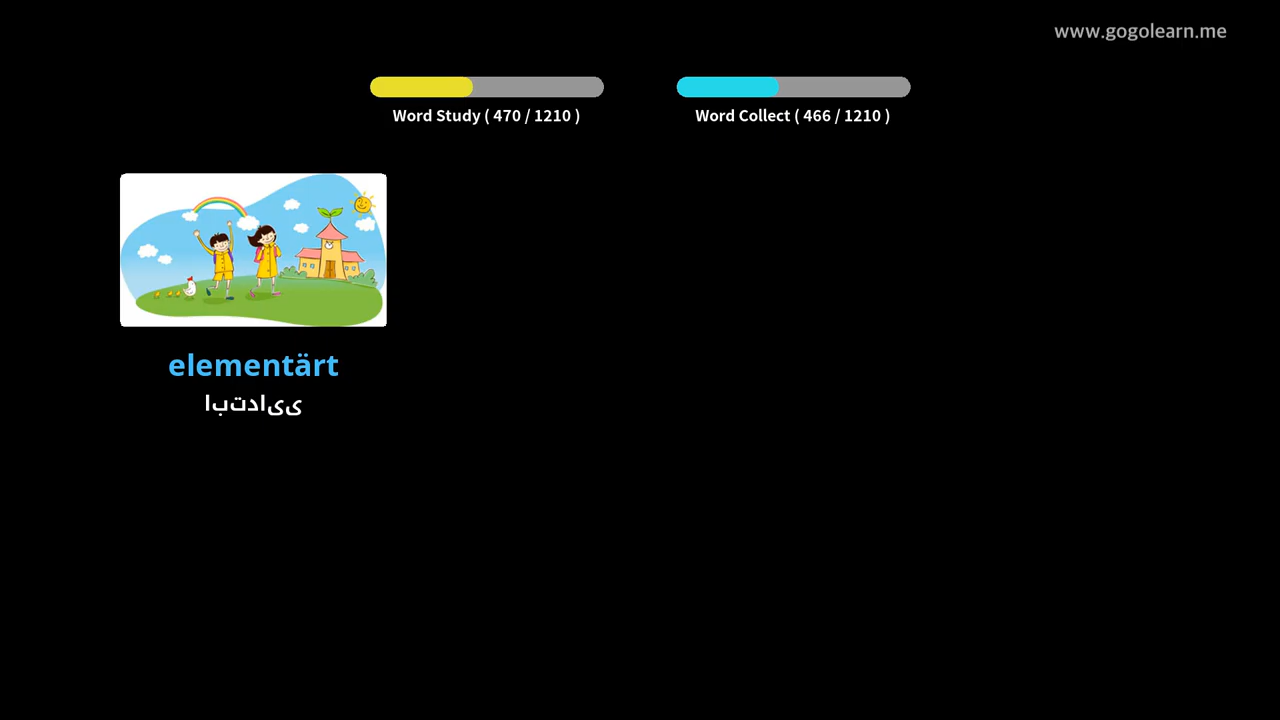 www.gogolearn.me
Word Study ( 470 / 1210 )
Word Collect ( 466 / 1210 )
elementärt
ابتدایی